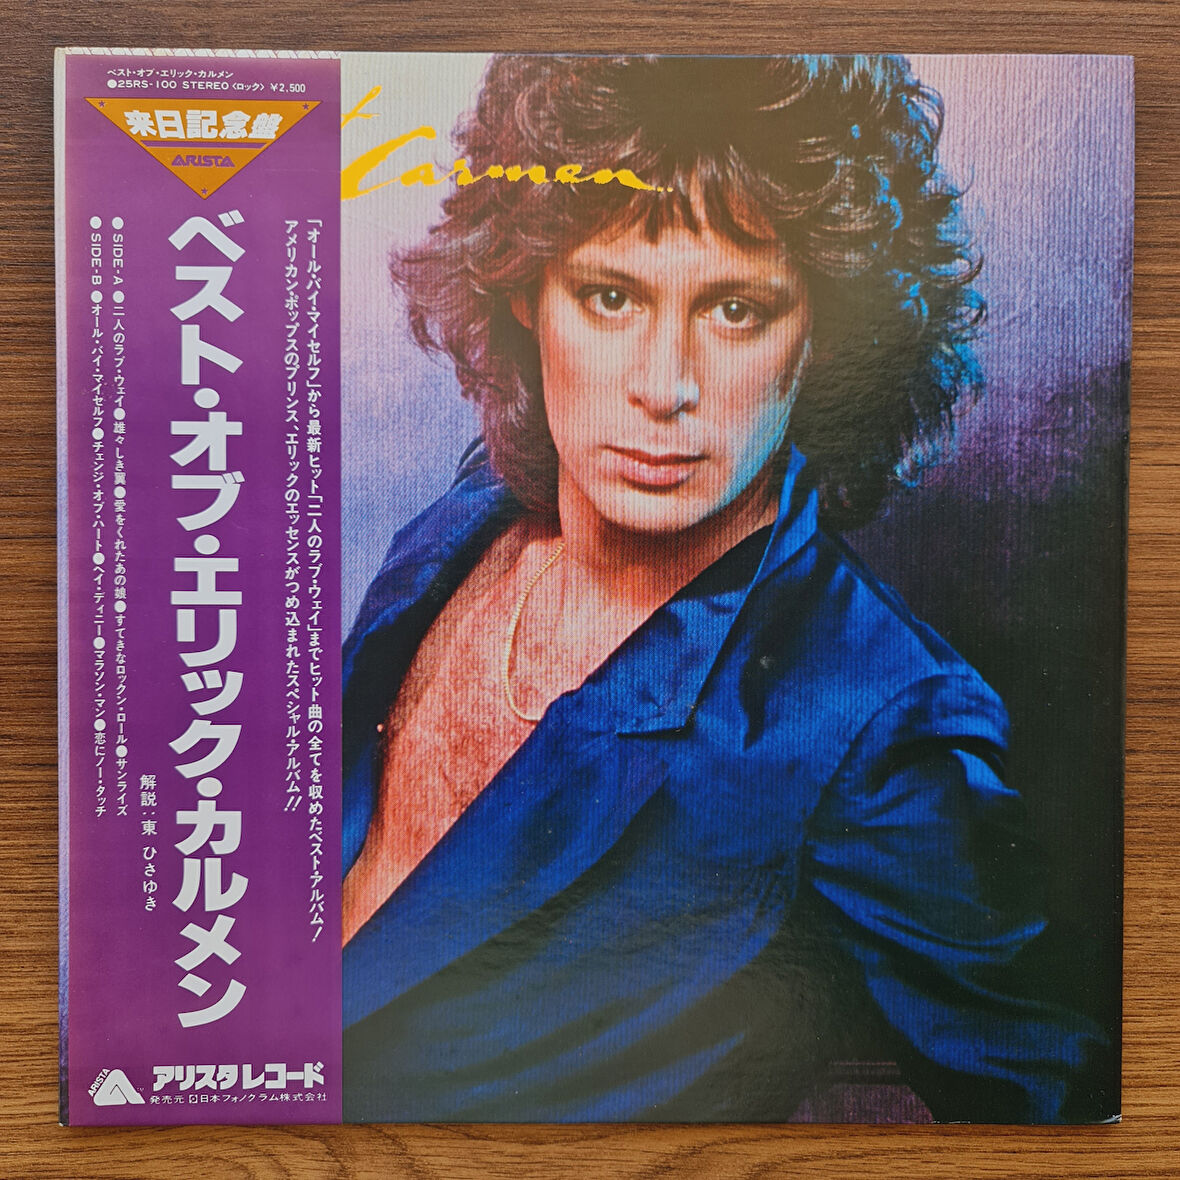 ベスト・オブ・エリック・カルメン
●25RS-100 STEREO〈ロック〉 ¥2,500
来日記念盤
ARISTA
Carmen
「オール・バイ・マイセルフ」から最新ヒット「二人のラブ・ウェイ」までヒット曲の全てを収めたベスト・アルバム!
アメリカン・ポップスのプリンス、エリックのエッセンスがつめ込まれたスペシャル・アルバム!!
ベスト・オブ・エリック・カルメン
解説:東 ひさゆき
●SIDE-A ●二人のラブ・ウェイ●雄々しき翼●愛をくれたあの娘●すてきなロックン・ロール●サンライズ
●SIDE-B ●オール・バイ・マイセルフ●チェンジ・オブ・ハート●ヘイ・ディニー●マラソン・マン●恋にノー・タッチ
ARISTA
アリスタレコード
発売元 日本フォノグラム株式会社